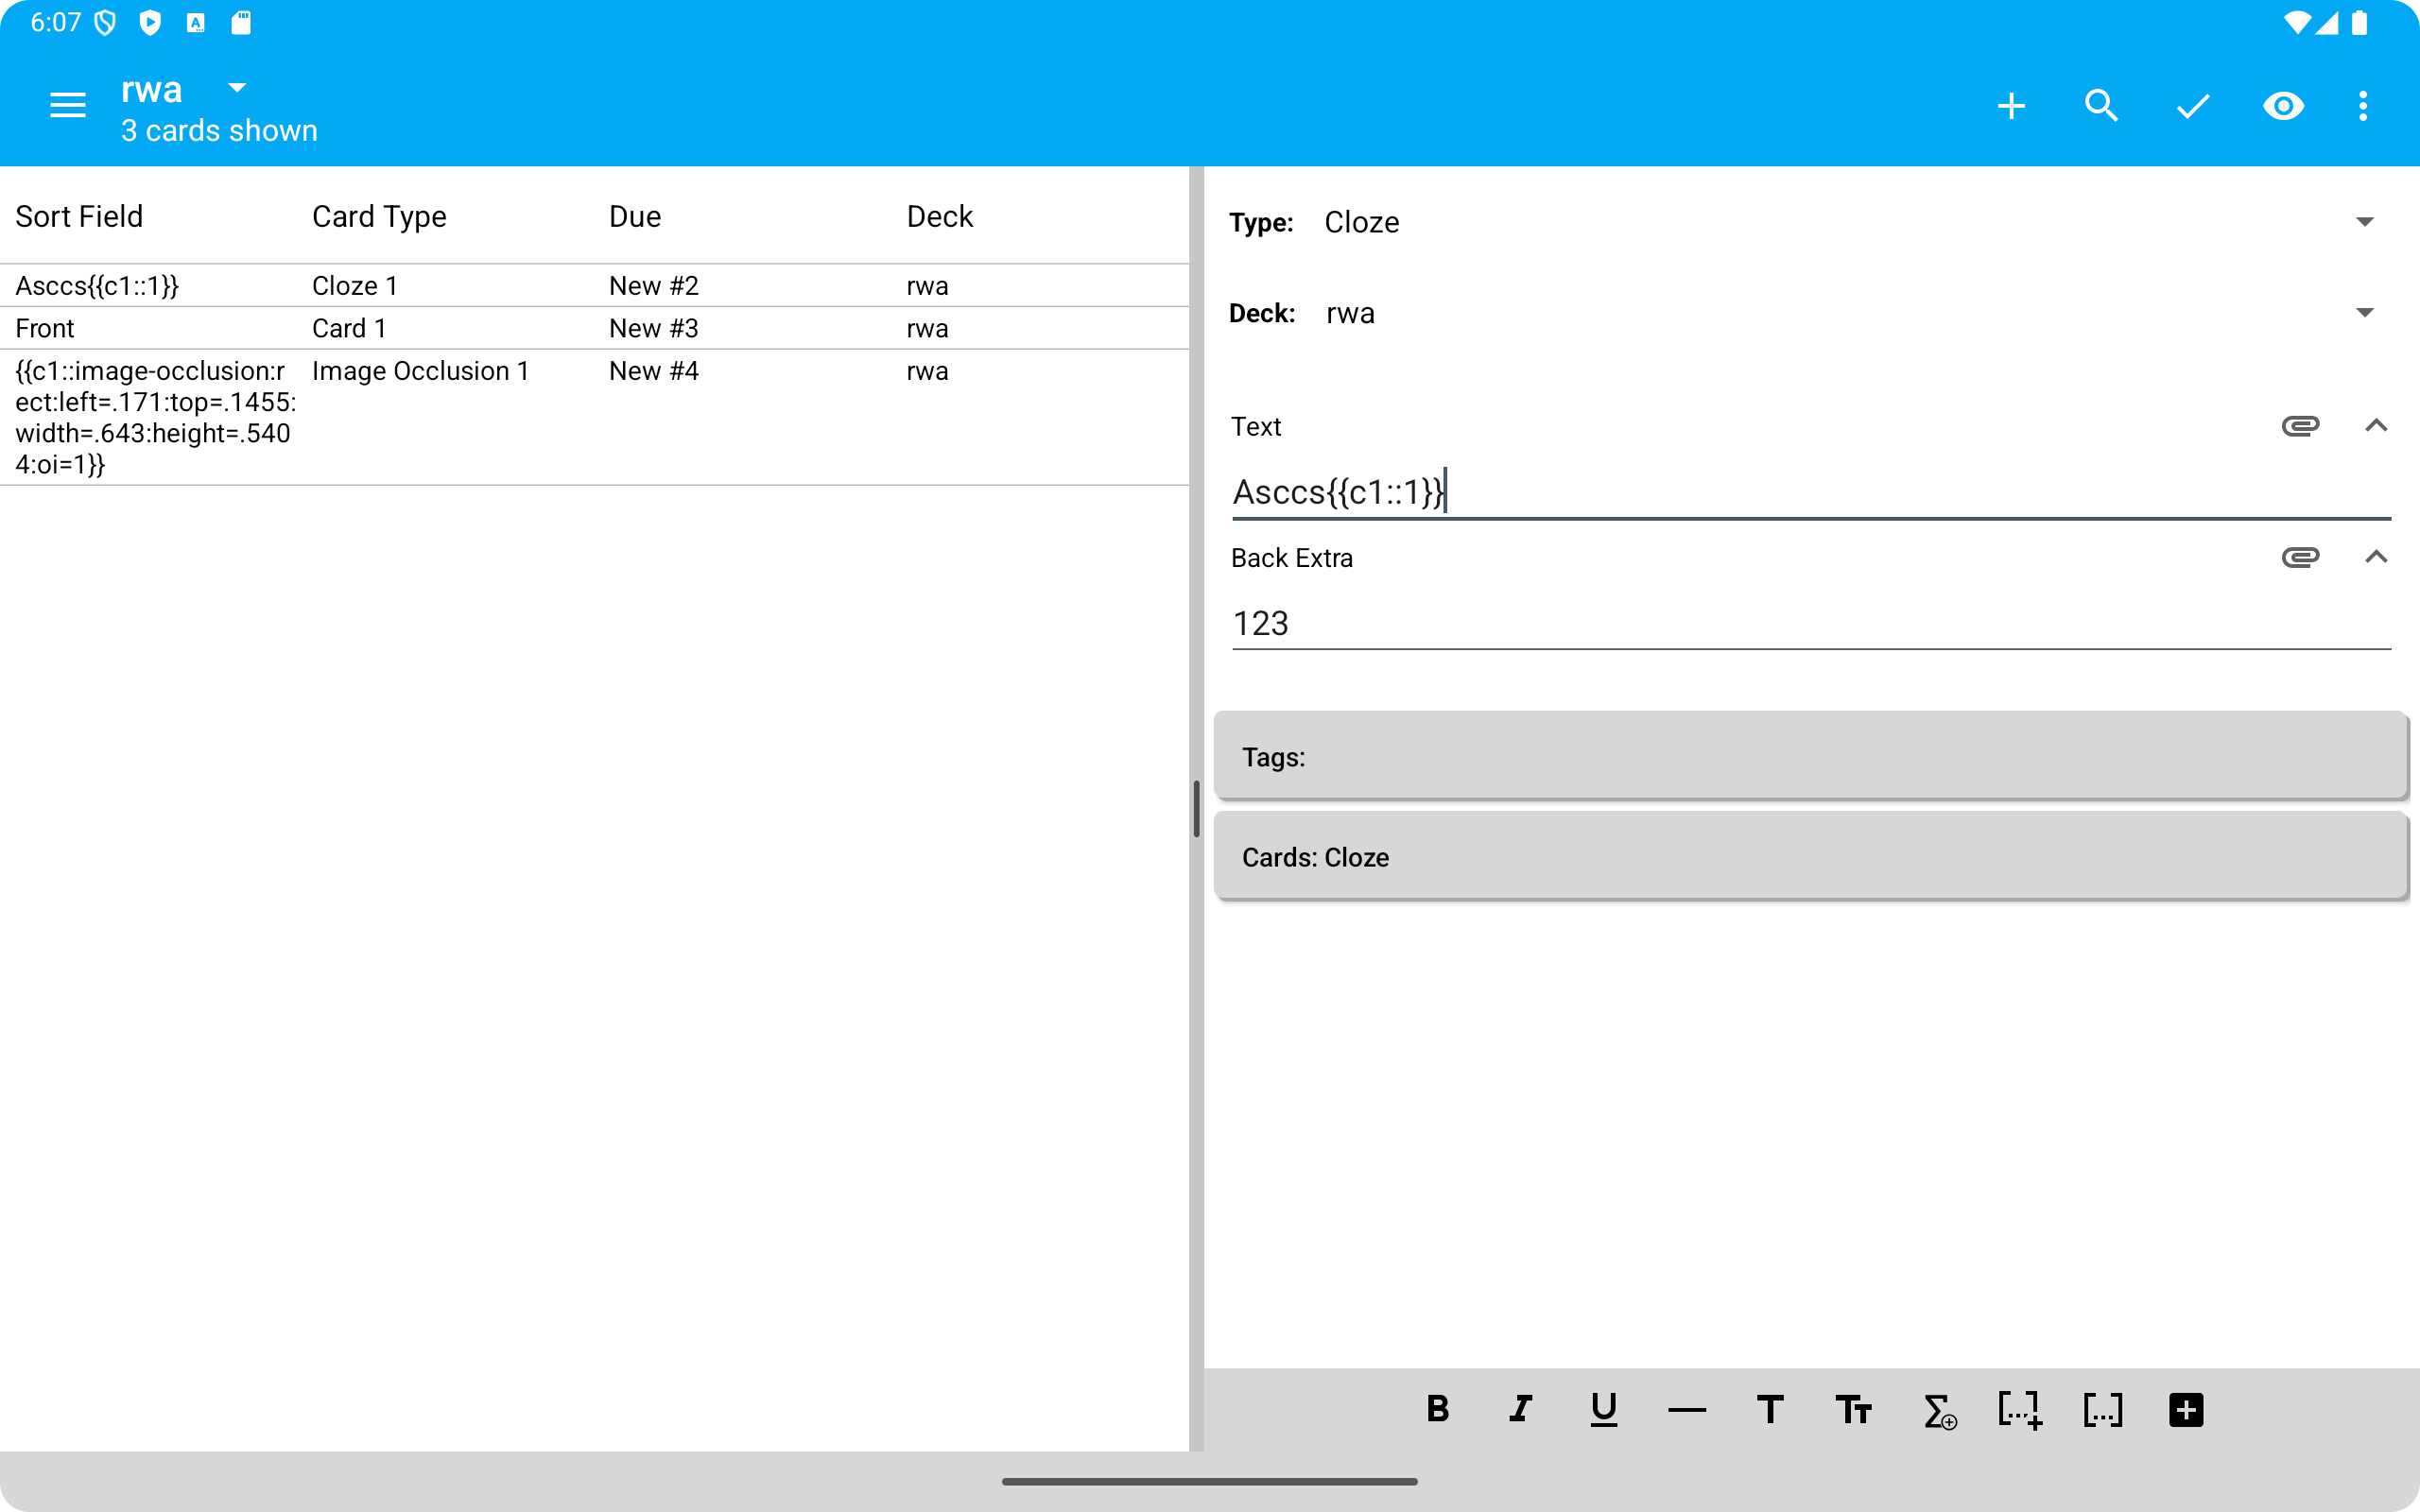 6:07
rwa
3 cards shown
Sort Field Card Type Due Deck
Asccs{{c1::1}} Cloze 1 New #2 rwa
Front Card 1 New #3 rwa
{{c1::image-occlusion:r Image Occlusion 1 New #4 rwa
ect:left=.171:top=.1455:
width=.643:height=.540
4:oi=1}}
Type: Cloze
Deck: rwa
Text
Asccs{{c1::1}}
Back Extra
123
Tags:
Cards: Cloze